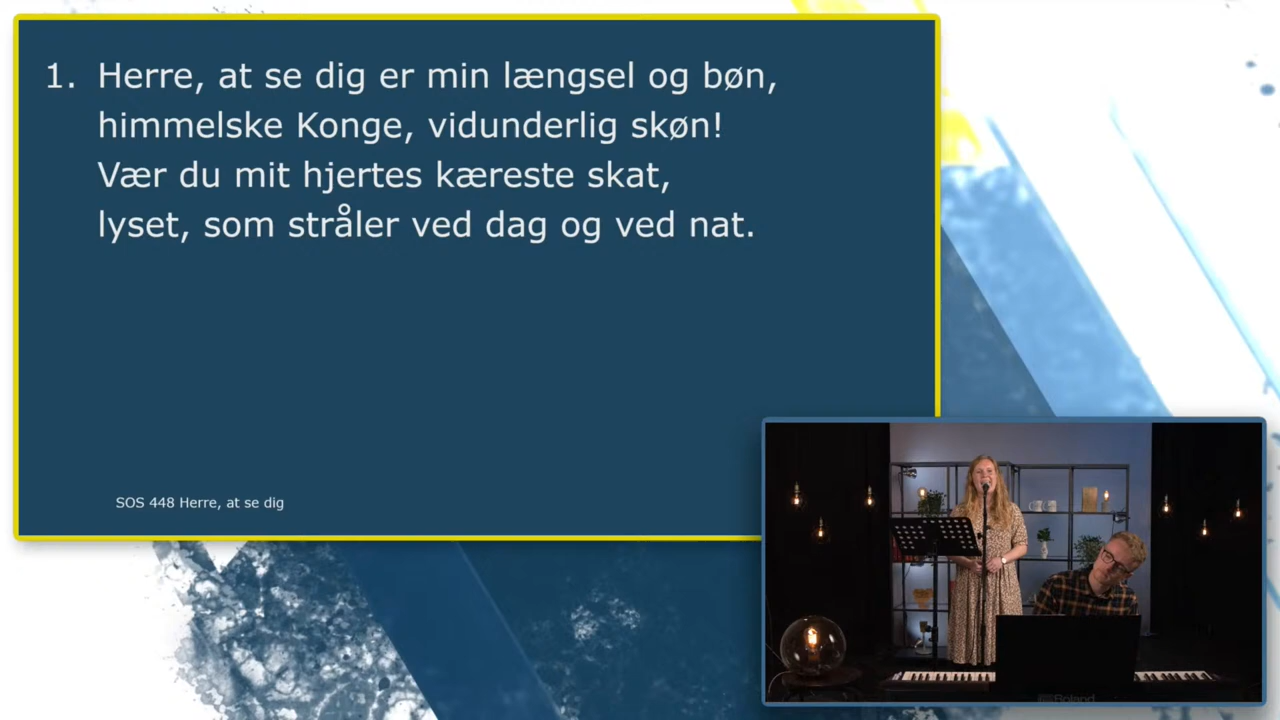 1. Herre, at se dig er min længsel og bøn,
himmelske Konge, vidunderlig skøn!
Vær du mit hjertes kæreste skat,
lyset, som stråler ved dag og ved nat.
SOS 448 Herre, at se dig
Roland